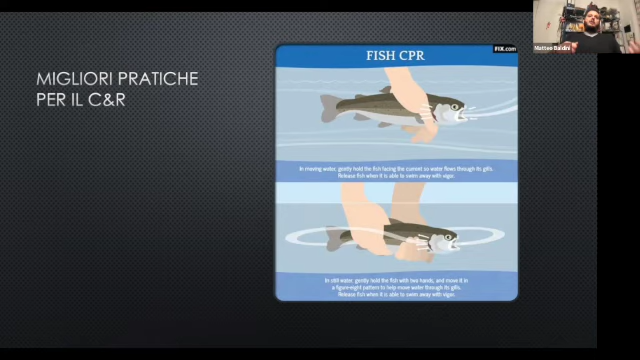 MIGLIORI PRATICHE
PER IL C&R
FISH CPR
FIX.com
In moving water, gently hold the fish facing the current so water flows through its gills.
Release fish when it is able to swim away with vigor.
In still water, gently hold the fish with two hands, and move it in
a figure-eight pattern to help move water through its gills.
Release fish when it is able to swim away with vigor.
Matteo Baldini